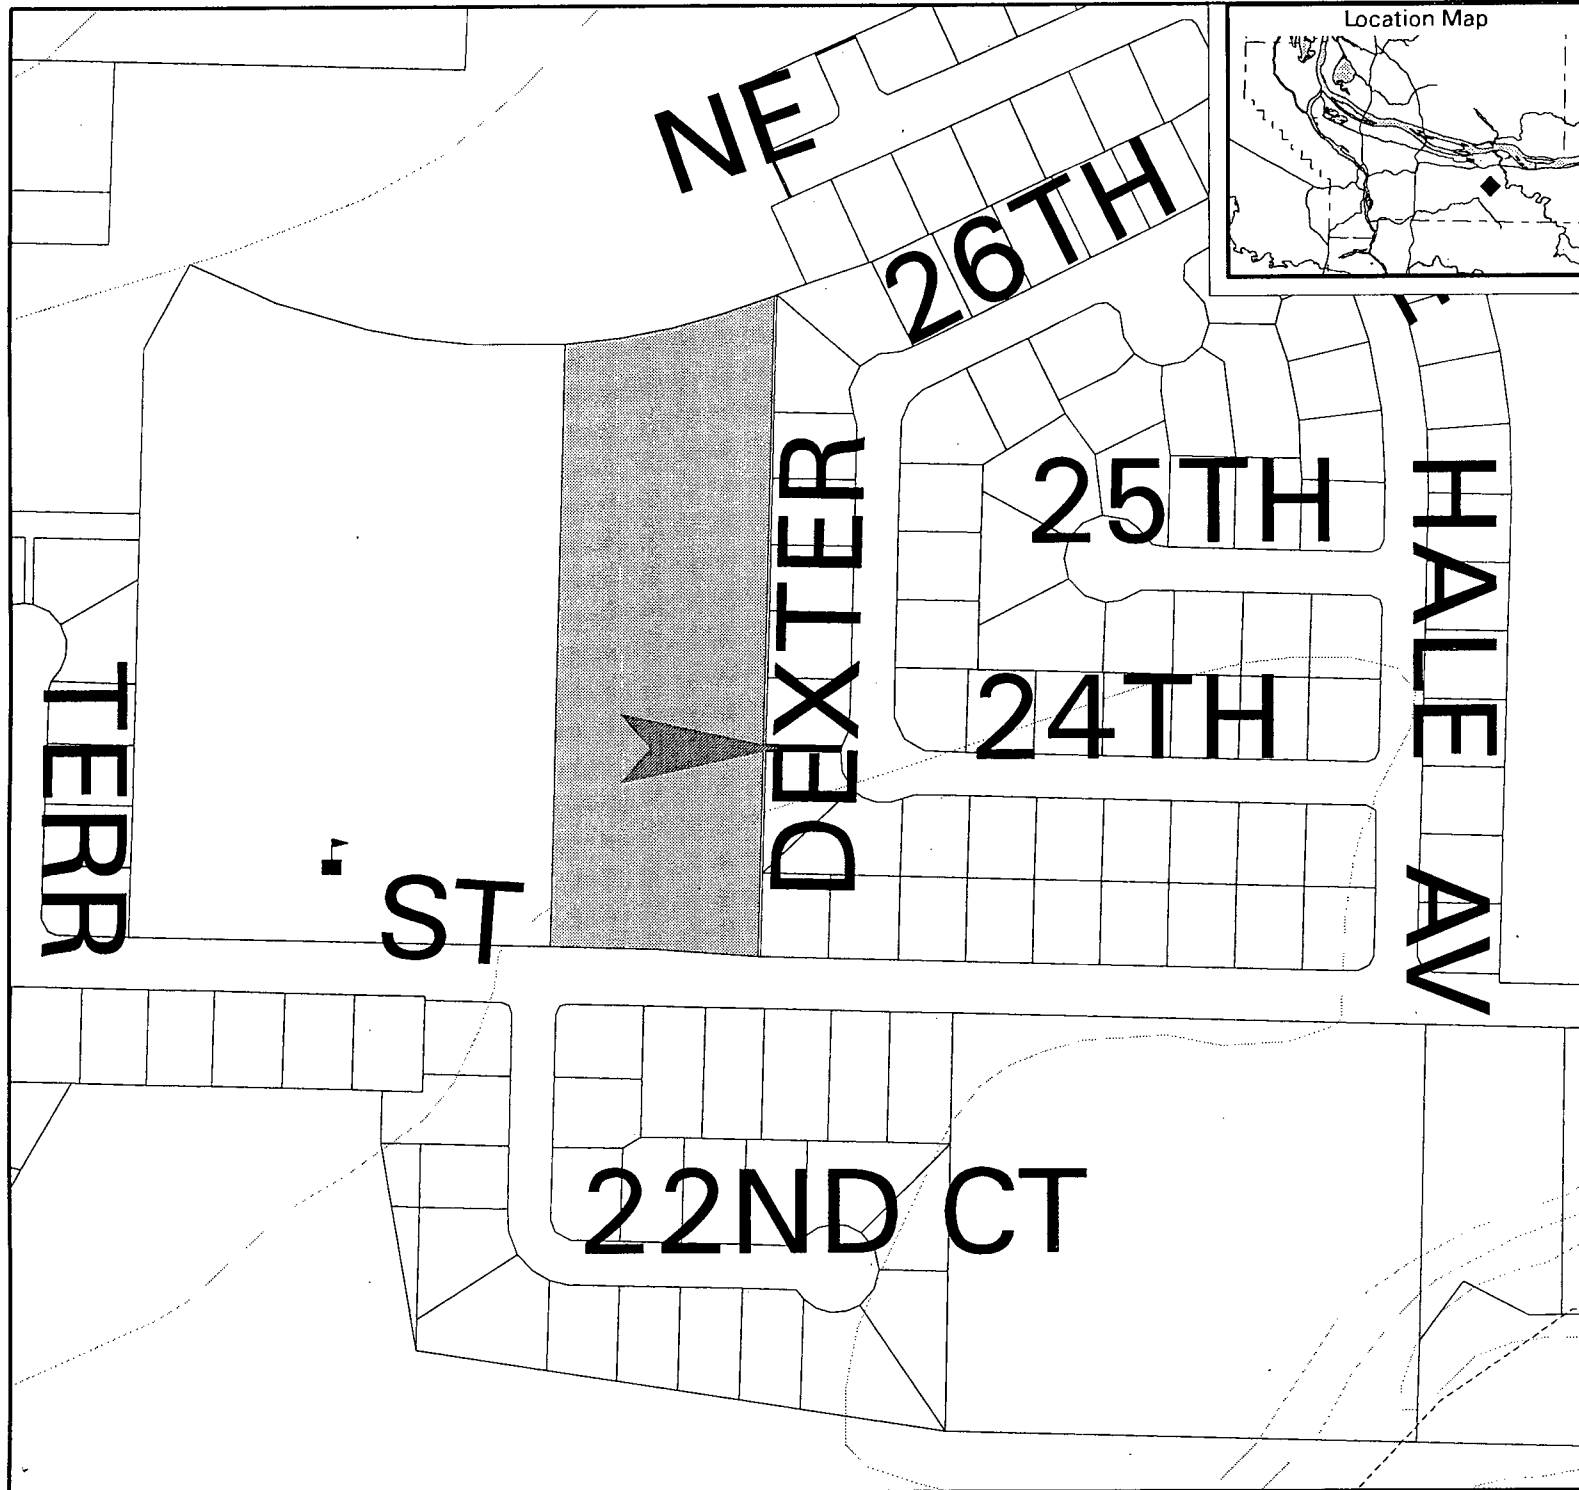 Location Map
NE
26TH
25TH
DEXTER
HALE AV
24TH
TERR
ST
22ND CT